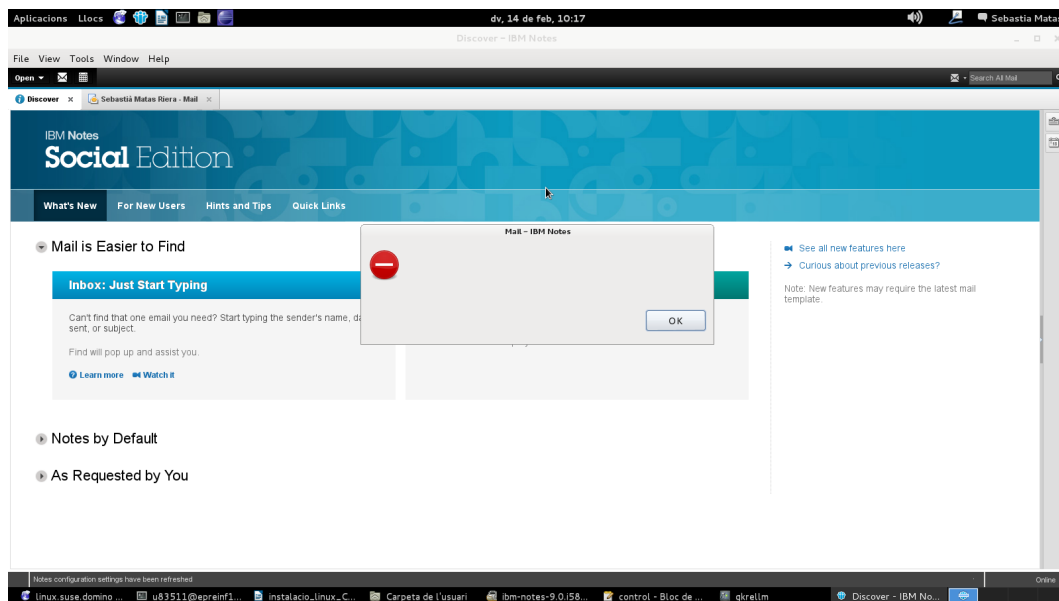 Aplicacions Llocs dv, 14 de feb, 10:17 Sebastia Matas
Discover - IBM Notes
File View Tools Window Help
Open Search All Mail
Discover × Sebastià Matas Riera - Mail ×
IBM Notes
Social Edition
What's New For New Users Hints and Tips Quick Links
Mail is Easier to Find
Inbox: Just Start Typing
Can't find that one email you need? Start typing the sender's name, da
sent, or subject.
Find will pop up and assist you.
Learn more Watch it
Mail - IBM Notes
OK
See all new features here
Curious about previous releases?
Note: New features may require the latest mail
template.
Notes by Default
As Requested by You
Notes configuration settings have been refreshed Online
linux.suse.domino ... u83511@epreinf1... instalacio_linux_C... Carpeta de l'usuari ibm-notes-9.0.i58... control - Bloc de ... gkrellm Discover - IBM No...